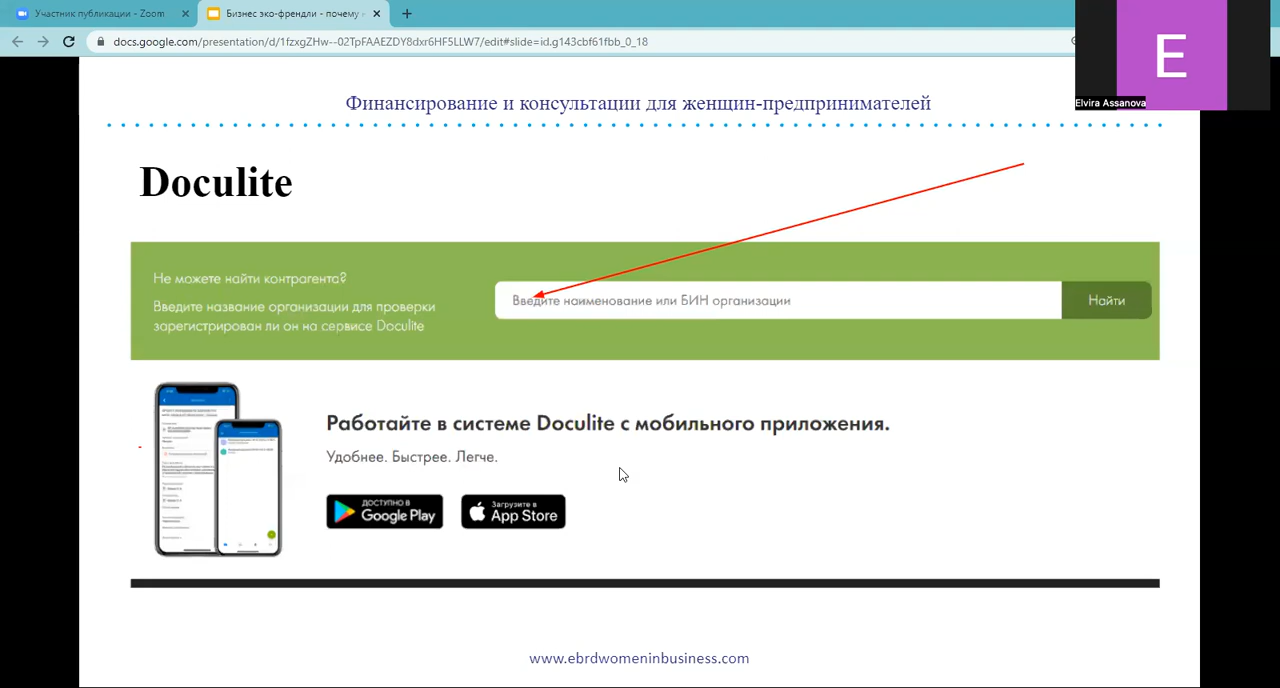 Участник публикации - Zoom
Бизнес эко-френдли - почему
docs.google.com/presentation/d/1fzxgZHw--02TpFAAEZDY8dxr6HF5LLW7/edit#slide=id.g143cbf61fbb_0_18
E
Elvira Assanova
Финансирование и консультации для женщин-предпринимателей
Doculite
Не можете найти контрагента?
Введите название организации для проверки
зарегистрирован ли он на сервисе Doculite
Введите наименование или БИН организации
Найти
Работайте в системе Doculite с мобильного приложения.
Удобнее. Быстрее. Легче.
ДОСТУПНО В
Google Play
Загрузите в
App Store
www.ebrdwomeninbusiness.com